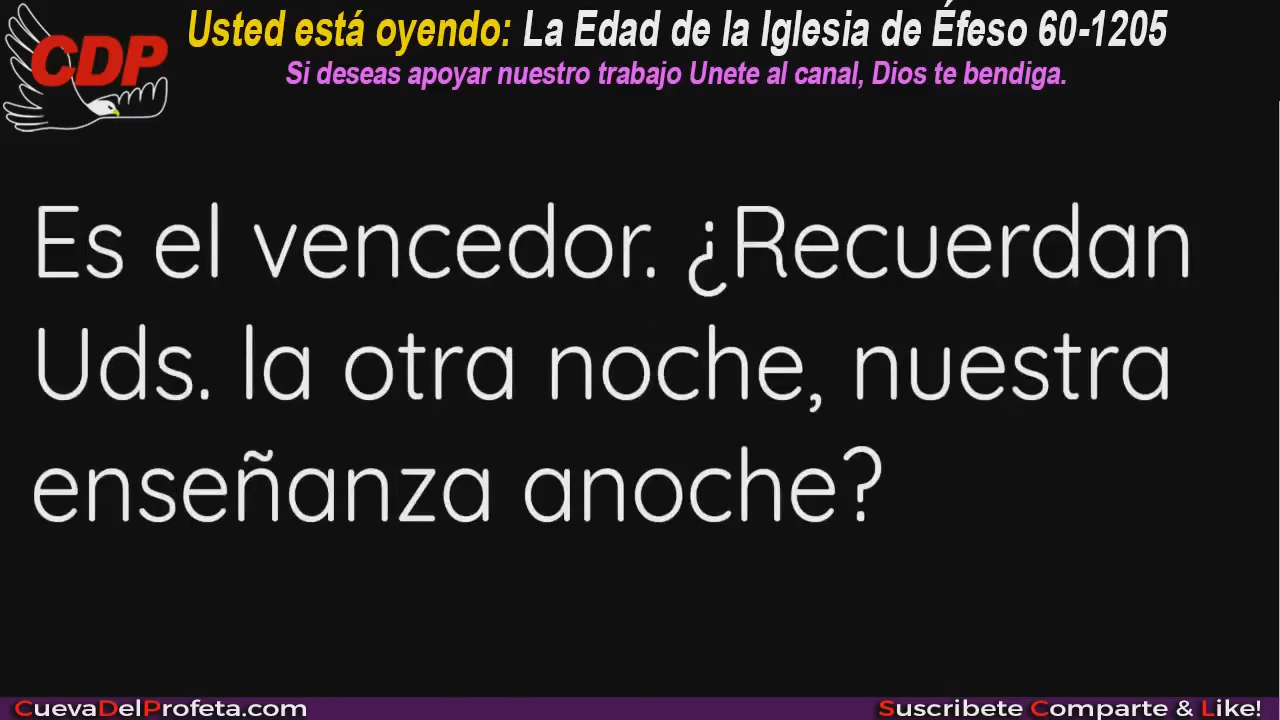 CDP
Usted está oyendo: La Edad de la Iglesia de Éfeso 60-1205
Si deseas apoyar nuestro trabajo Unete al canal, Dios te bendiga.
Es el vencedor. ¿Recuerdan
Uds. la otra noche, nuestra
enseñanza anoche?
CuevaDelProfeta.com
Suscribete Comparte & Like!